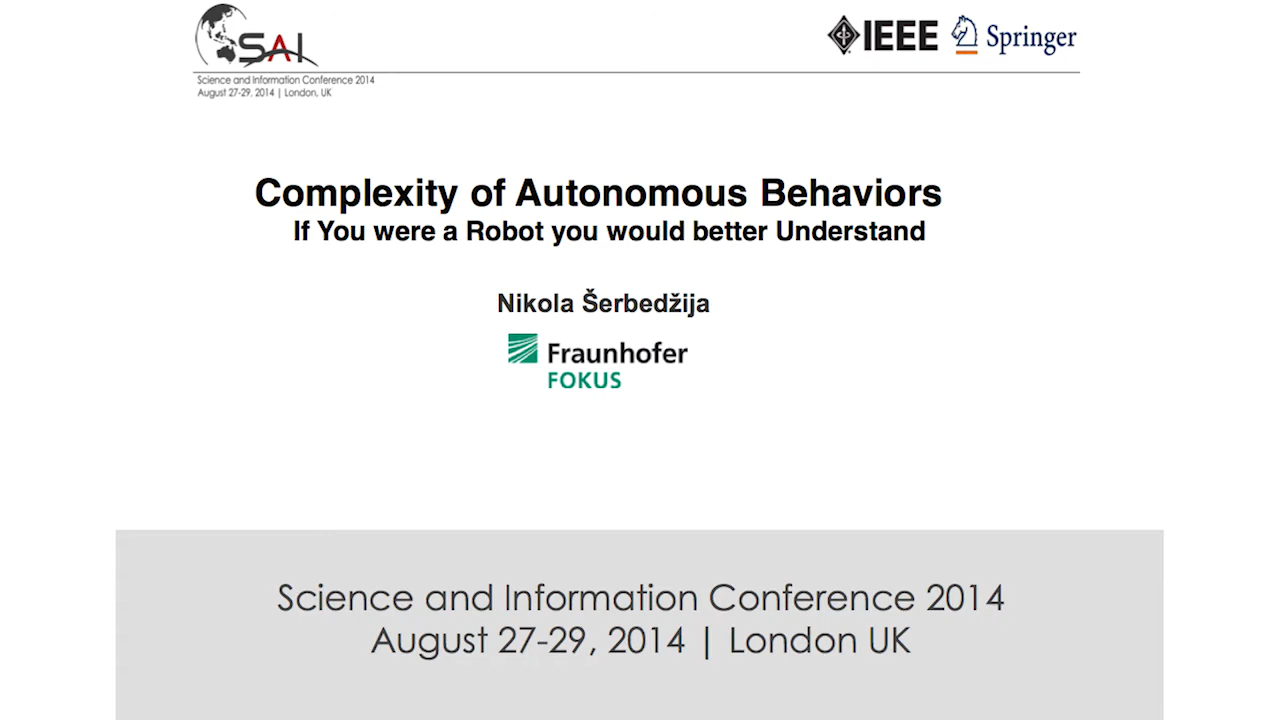 SAI
IEEE Springer
Science and Information Conference 2014
August 27-29, 2014 | London, UK
Complexity of Autonomous Behaviors
If You were a Robot you would better Understand
Nikola Šerbedžija
Fraunhofer
FOKUS
Science and Information Conference 2014
August 27-29, 2014 | London UK